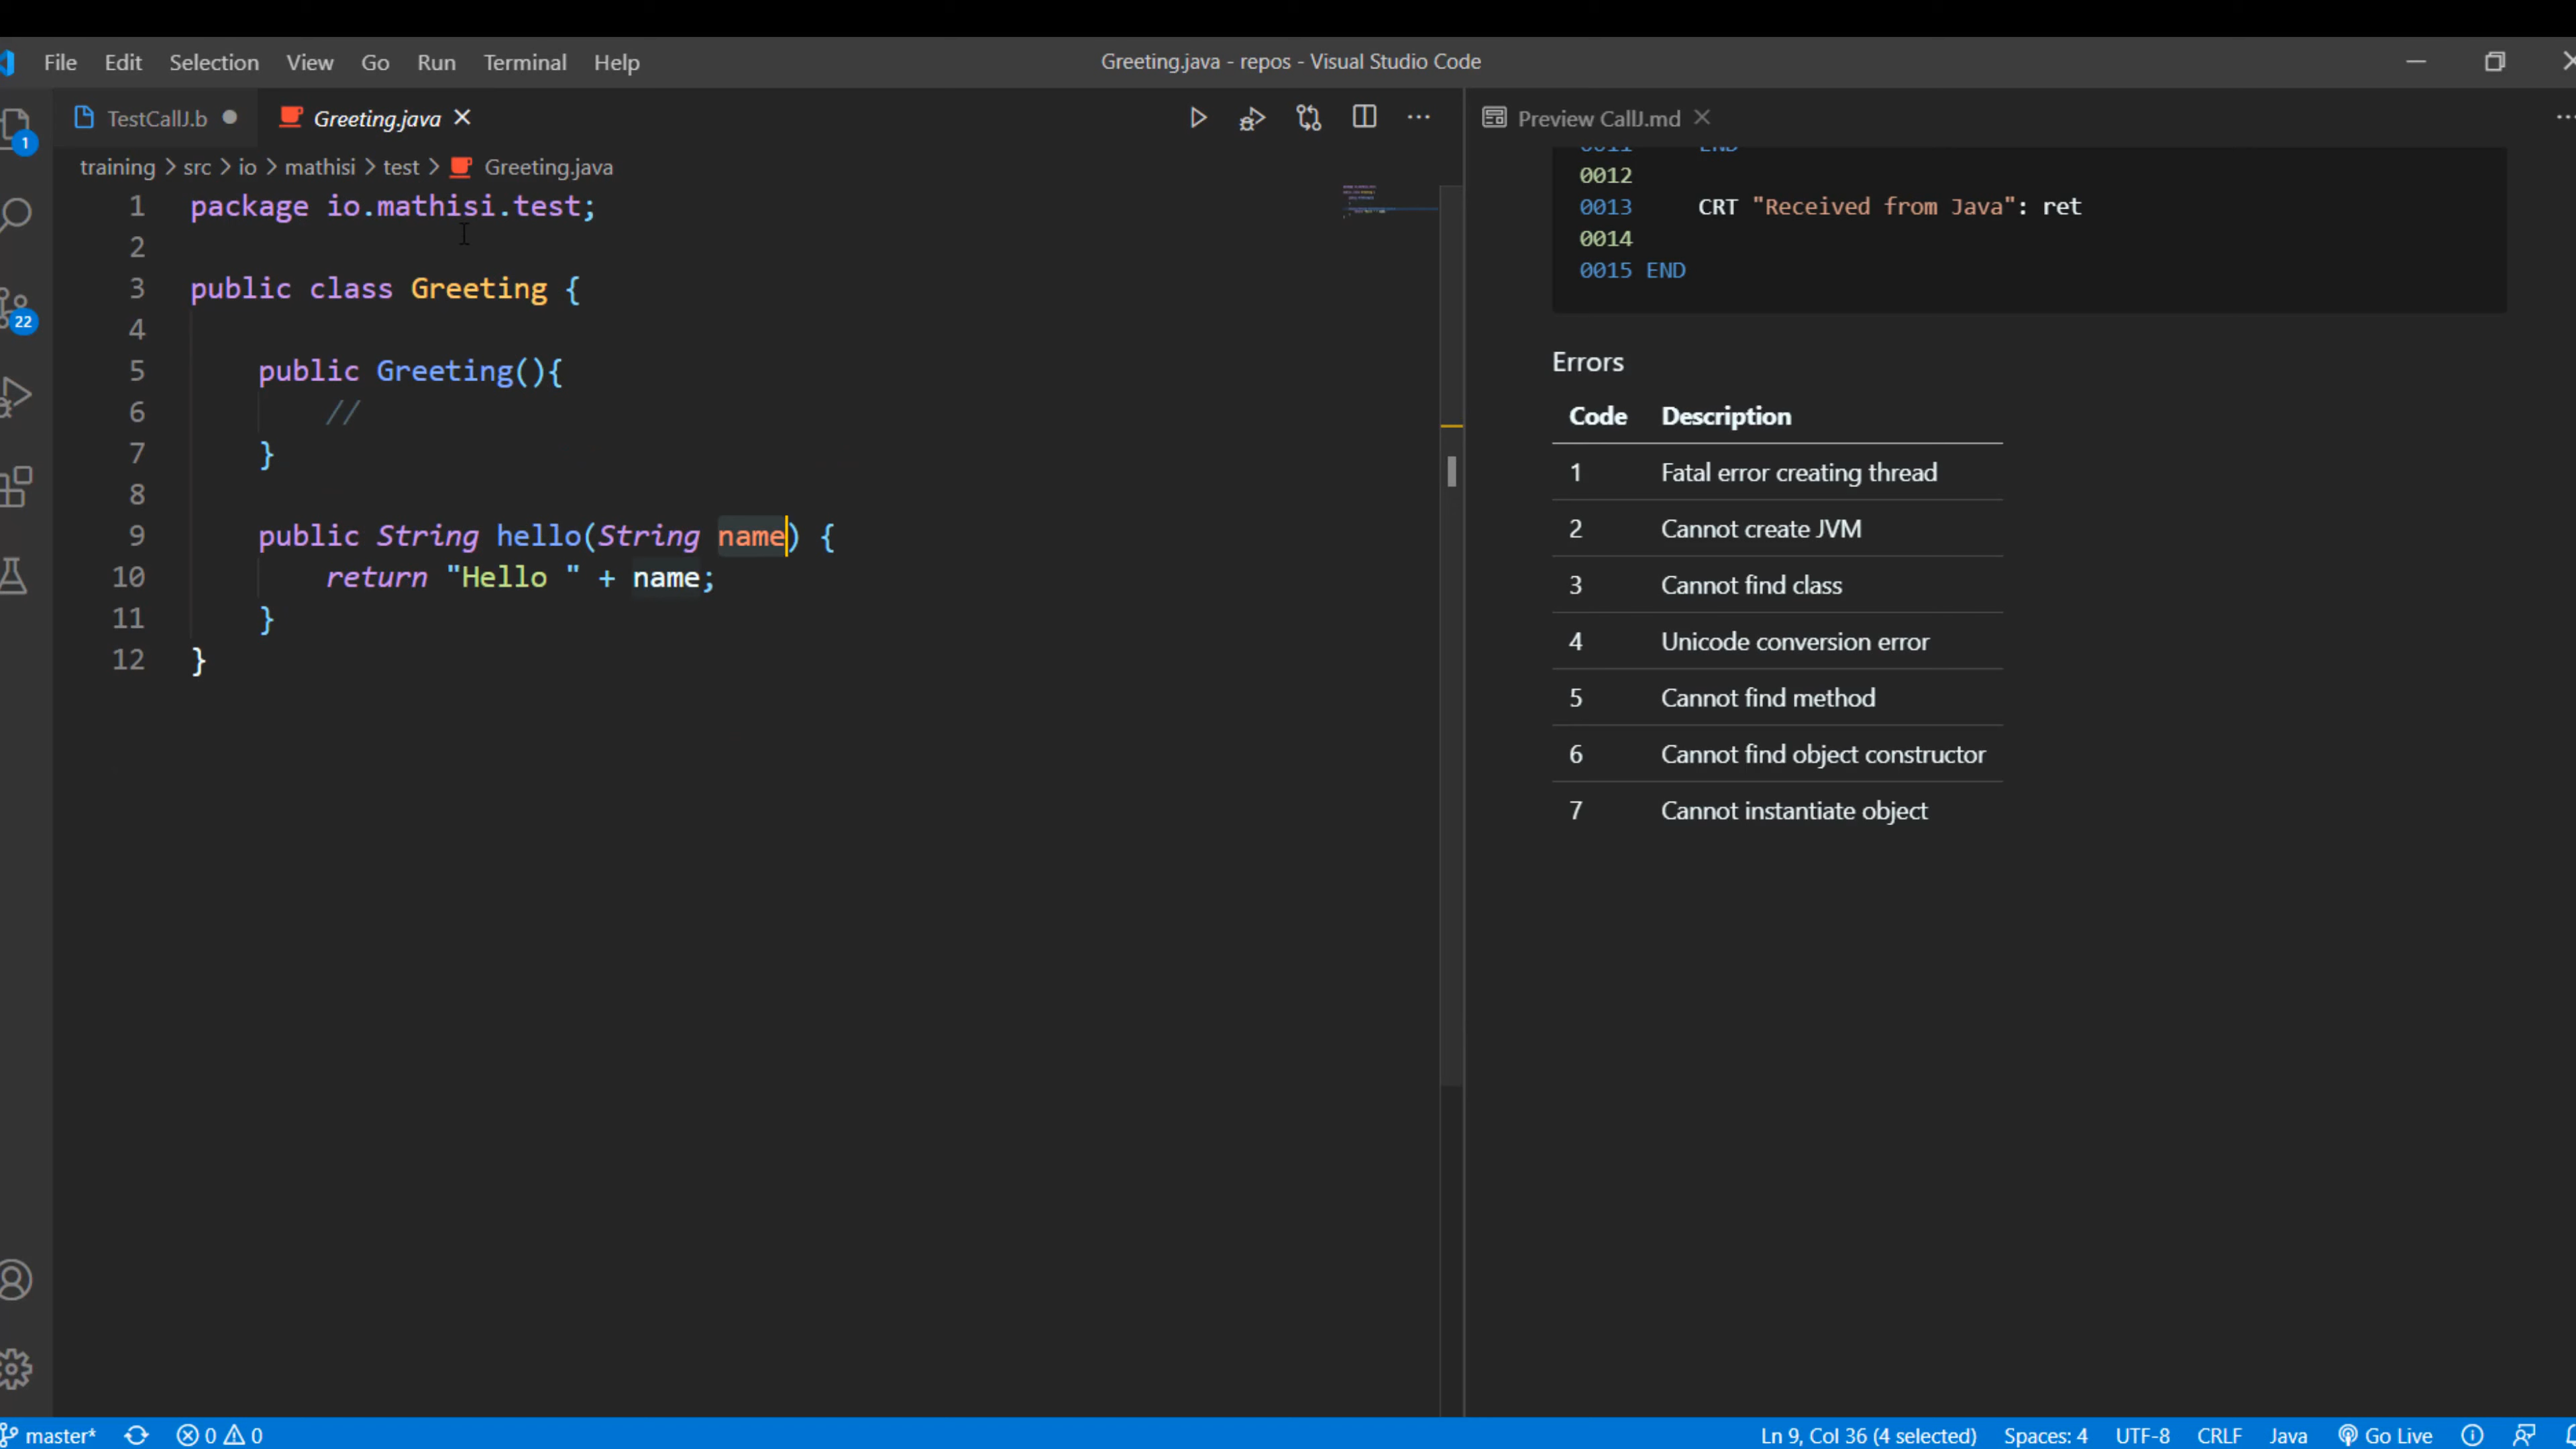 File Edit Selection View Go Run Terminal Help
Greeting.java - repos - Visual Studio Code
1
22
TestCallJ.b
Greeting.java
training > src > io > mathisi > test > Greeting.java
1 package io.mathisi.test;
2
3 public class Greeting {
4
5 public Greeting(){
6 //
7 }
8
9 public String hello(String name) {
10 return "Hello " + name;
11 }
12 }
Preview CallJ.md
0011 END
0012
0013 CRT "Received from Java": ret
0014
0015 END
Errors
Code Description
1 Fatal error creating thread
2 Cannot create JVM
3 Cannot find class
4 Unicode conversion error
5 Cannot find method
6 Cannot find object constructor
7 Cannot instantiate object
master* 0 0 Ln 9, Col 36 (4 selected) Spaces: 4 UTF-8 CRLF Java Go Live